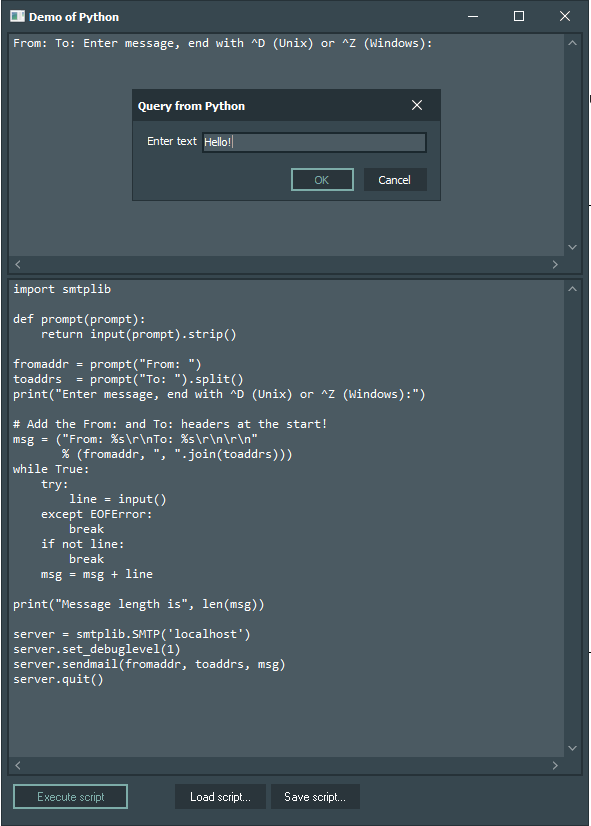 Demo of Python
From: To: Enter message, end with ^D (Unix) or ^Z (Windows):
Query from Python
Enter text Hello!
OK Cancel
import smtplib
def prompt(prompt):
    return input(prompt).strip()
fromaddr = prompt("From: ")
toaddrs  = prompt("To: ").split()
print("Enter message, end with ^D (Unix) or ^Z (Windows):")
# Add the From: and To: headers at the start!
msg = ("From: %s\r\nTo: %s\r\n\r\n"
       % (fromaddr, ", ".join(toaddrs)))
while True:
    try:
        line = input()
    except EOFError:
        break
    if not line:
        break
    msg = msg + line
print("Message length is", len(msg))
server = smtplib.SMTP('localhost')
server.set_debuglevel(1)
server.sendmail(fromaddr, toaddrs, msg)
server.quit()
Execute script Load script... Save script...